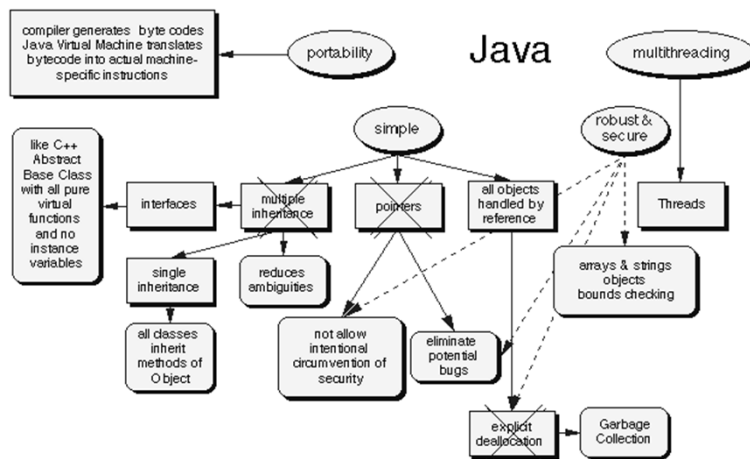 compiler generates byte codes
Java Virtual Machine translates
bytecode into actual machine-
specific instructions
portability
Java
multithreading
simple
robust &
secure
like C++
Abstract
Base Class
with all pure
virtual
functions
and no
instance
variables
interfaces
multiple
inheritance
pointers
all objects
handled by
reference
Threads
single
inheritance
reduces
ambiguities
arrays & strings
objects
bounds checking
all classes
inherit
methods of
Object
not allow
intentional
circumvention of
security
eliminate
potential
bugs
explicit
deallocation
Garbage
Collection